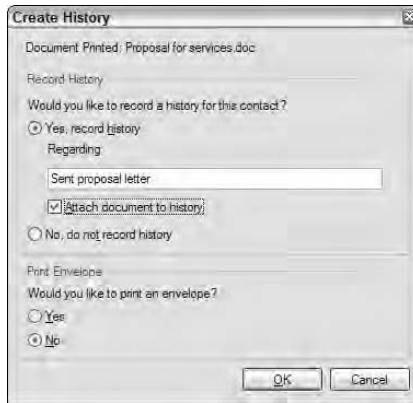 Create History
Document Printed: Proposal for services.doc
Record History
Would you like to record a history for this contact?
Yes, record history
Regarding:
Sent proposal letter
Attach document to history
No, do not record history
Print Envelope
Would you like to print an envelope?
Yes
No
OK Cancel